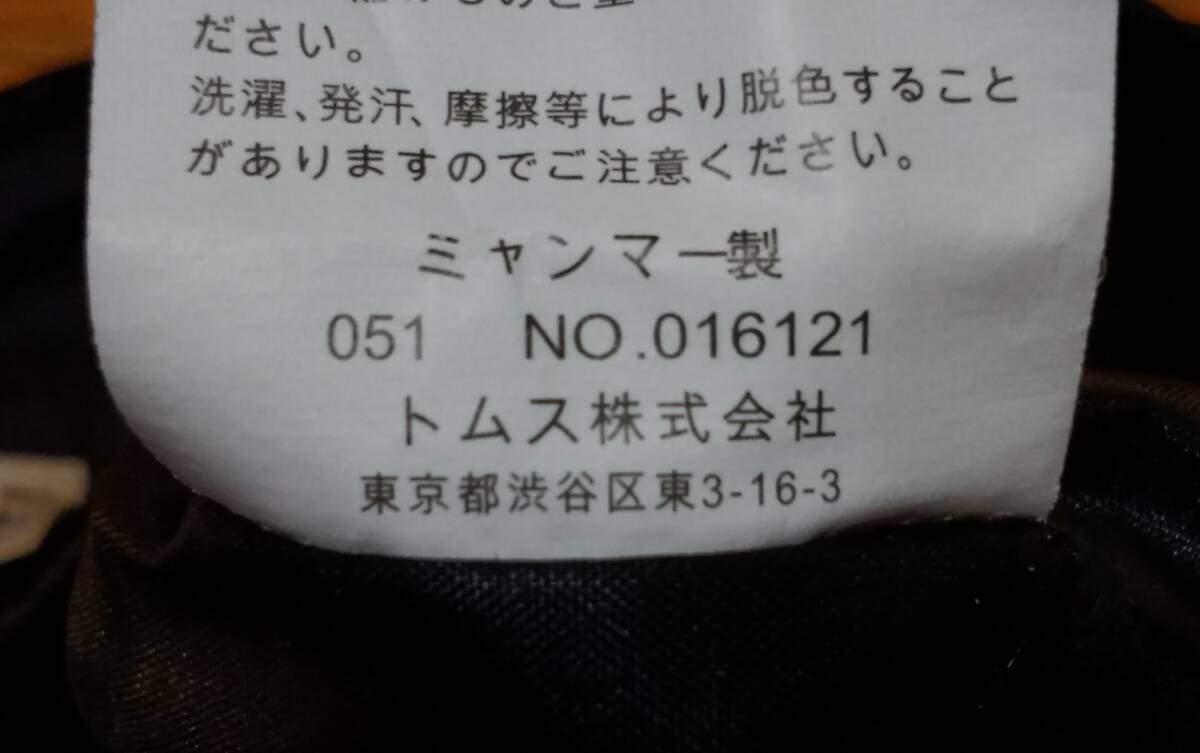 ださい。
洗濯、発汗、摩擦等により脱色すること
がありますのでご注意ください。
ミャンマー製
051 NO.016121
トムス株式会社
東京都渋谷区東3-16-3